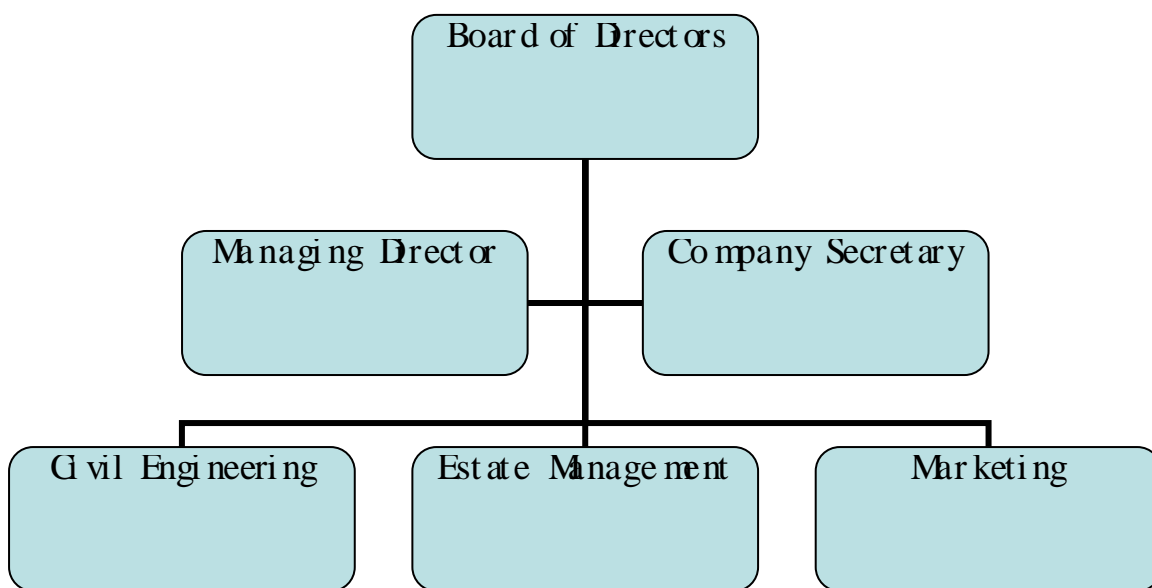 Board of Directors
Managing Director
Company Secretary
Civil Engineering
Estate Management
Marketing